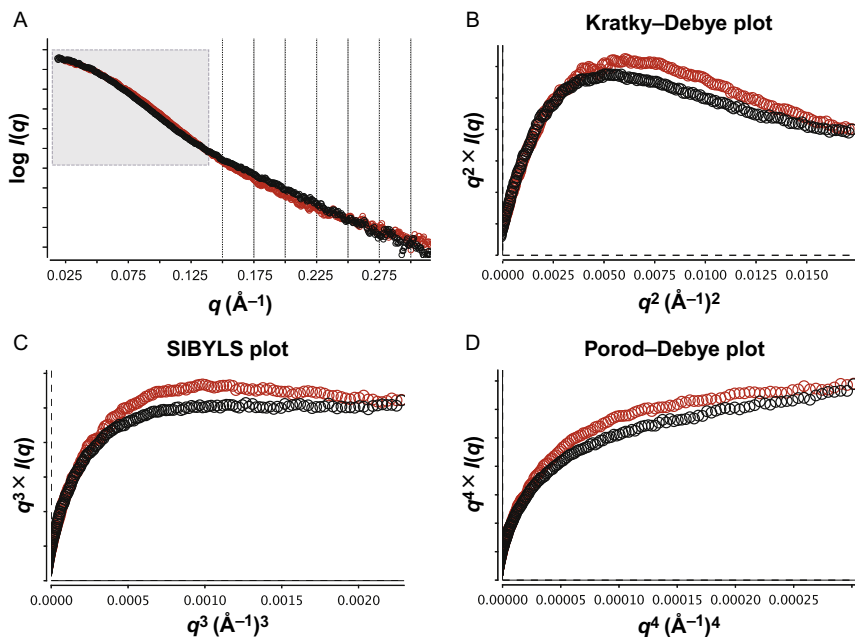 A
log I(q)
0.025 0.075 0.125 0.175 0.225 0.275
q (Å⁻¹)
B
Kratky–Debye plot
q² × I(q)
0.0000 0.0025 0.0050 0.0075 0.0100 0.0125 0.0150
q² (Å⁻¹)²
C
SIBYLS plot
q³ × I(q)
0.0000 0.0005 0.0010 0.0015 0.0020
q³ (Å⁻¹)³
D
Porod–Debye plot
q⁴ × I(q)
0.00000 0.00005 0.00010 0.00015 0.00020 0.00025
q⁴ (Å⁻¹)⁴